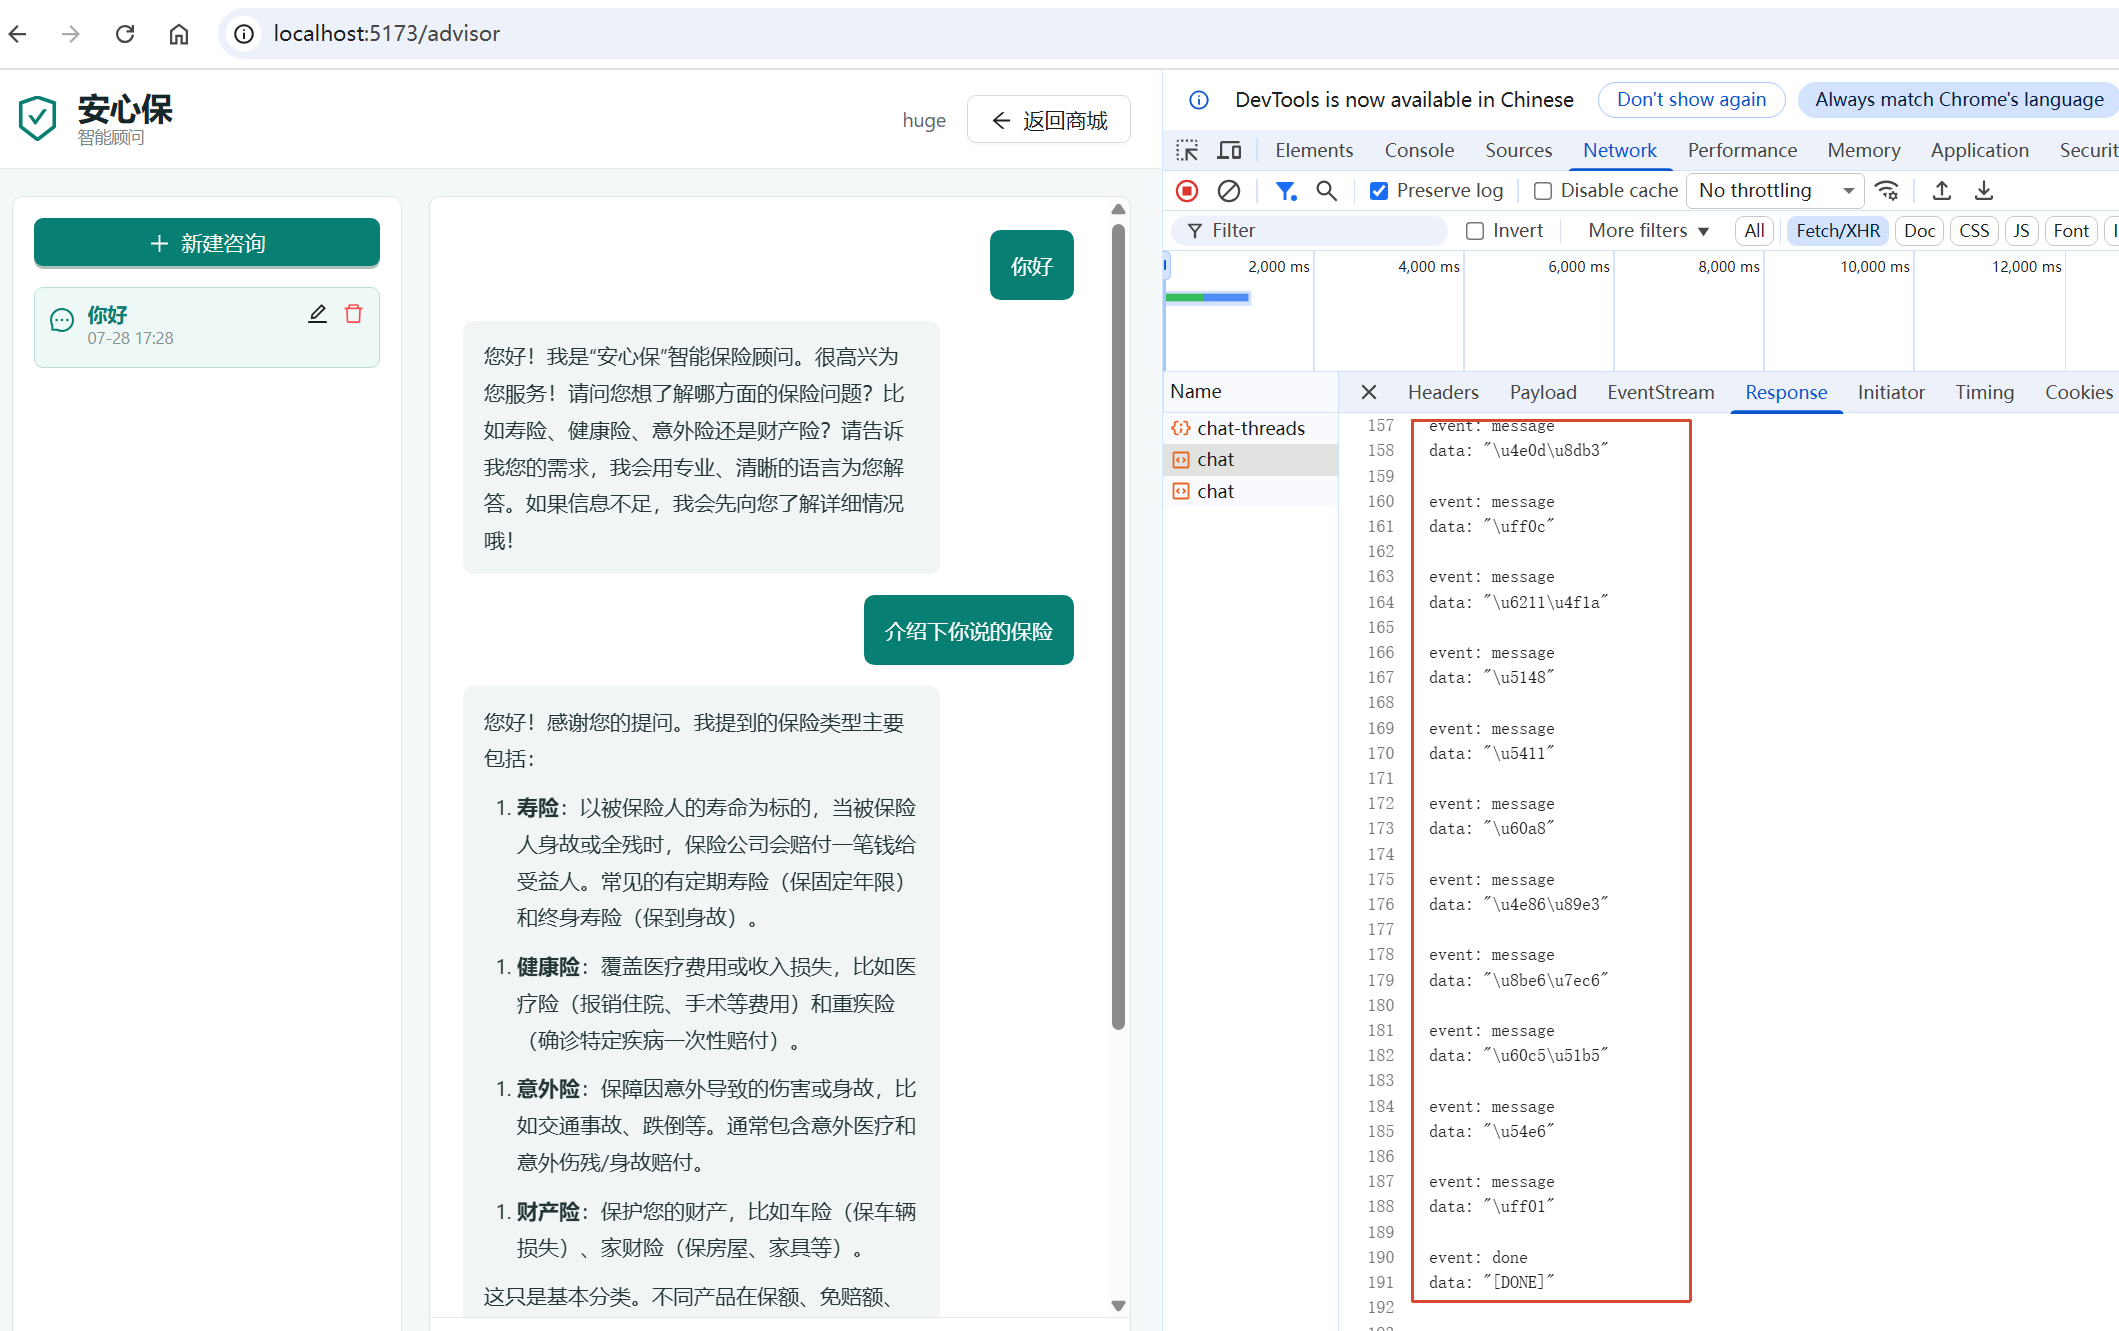 localhost:5173/advisor
安心保
智能顾问
huge
← 返回商城
+ 新建咨询
你好
07-28 17:28
你好
您好！我是“安心保”智能保险顾问。很高兴为
您服务！请问您想了解哪方面的保险问题？比
如寿险、健康险、意外险还是财产险？请告诉
我您的需求，我会用专业、清晰的语言为您解
答。如果信息不足，我会先向您了解详细情况
哦！
介绍下你说的保险
您好！感谢您的提问。我提到的保险类型主要
包括：
1. 寿险：以被保险人的寿命为标的，当被保险
人身故或全残时，保险公司会赔付一笔钱给
受益人。常见的有定期寿险（保固定年限）
和终身寿险（保到身故）。
1. 健康险：覆盖医疗费用或收入损失，比如医
疗险（报销住院、手术等费用）和重疾险
（确诊特定疾病一次性赔付）。
1. 意外险：保障因意外导致的伤害或身故，比
如交通事故、跌倒等。通常包含意外医疗和
意外伤残/身故赔付。
1. 财产险：保护您的财产，比如车险（保车辆
损失）、家财险（保房屋、家具等）。
这只是基本分类。不同产品在保额、免赔额、
DevTools is now available in Chinese
Don't show again
Always match Chrome's language
Elements Console Sources Network Performance Memory Application Securit
Preserve log Disable cache No throttling
Filter Invert More filters All Fetch/XHR Doc CSS JS Font
2,000 ms 4,000 ms 6,000 ms 8,000 ms 10,000 ms 12,000 ms
Name
chat-threads
chat
chat
Headers Payload EventStream Response Initiator Timing Cookies
157 event: message
158 data: "\u4e0d\u8db3"
159
160 event: message
161 data: "\uff0c"
162
163 event: message
164 data: "\u6211\u4f1a"
165
166 event: message
167 data: "\u5148"
168
169 event: message
170 data: "\u5411"
171
172 event: message
173 data: "\u60a8"
174
175 event: message
176 data: "\u4e86\u89e3"
177
178 event: message
179 data: "\u8be6\u7ec6"
180
181 event: message
182 data: "\u60c5\u51b5"
183
184 event: message
185 data: "\u54e6"
186
187 event: message
188 data: "\uff01"
189
190 event: done
191 data: "[DONE]"
192